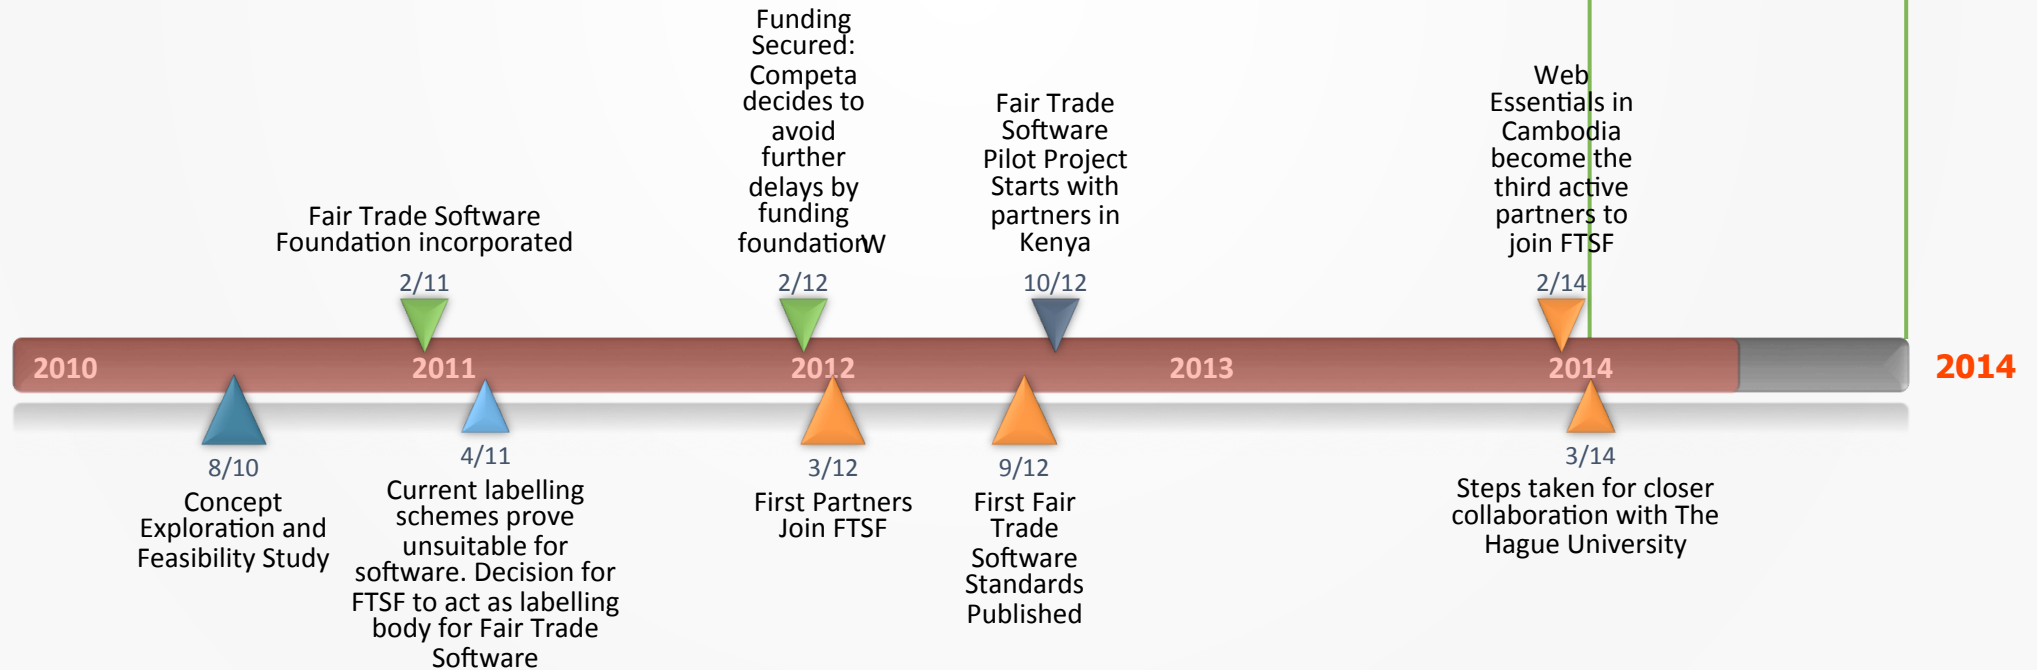 Funding
Secured:
Competa
decides to
avoid
further
delays by
funding
foundationW
2/12
Fair Trade
Software
Pilot Project
Starts with
partners in
Kenya
10/12
Web
Essentials in
Cambodia
become the
third active
partners to
join FTSF
2/14
Fair Trade Software
Foundation incorporated
2/11
2010
2011
2012
2013
2014
2014
8/10
Concept
Exploration and
Feasibility Study
4/11
Current labelling
schemes prove
unsuitable for
software. Decision for
FTSF to act as labelling
body for Fair Trade
Software
3/12
First Partners
Join FTSF
9/12
First Fair
Trade
Software
Standards
Published
3/14
Steps taken for closer
collaboration with The
Hague University